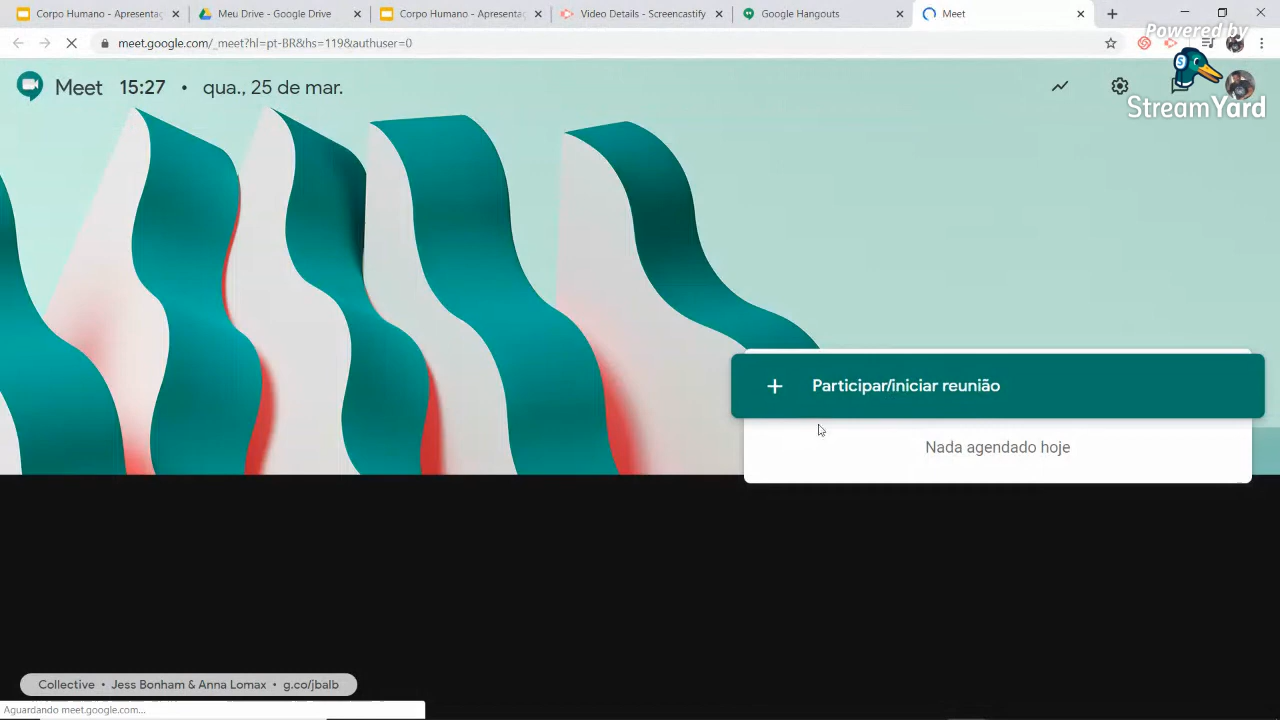 Corpo Humano - Apresentaç
Meu Drive - Google Drive
Corpo Humano - Apresentaç
Video Details - Screencastify
Google Hangouts
Meet
meet.google.com/_meet?hl=pt-BR&hs=119&authuser=0
Powered by
StreamYard
Meet 15:27 • qua., 25 de mar.
+ Participar/iniciar reunião
Nada agendado hoje
Collective • Jess Bonham & Anna Lomax • g.co/jbalb
Aguardando meet.google.com...